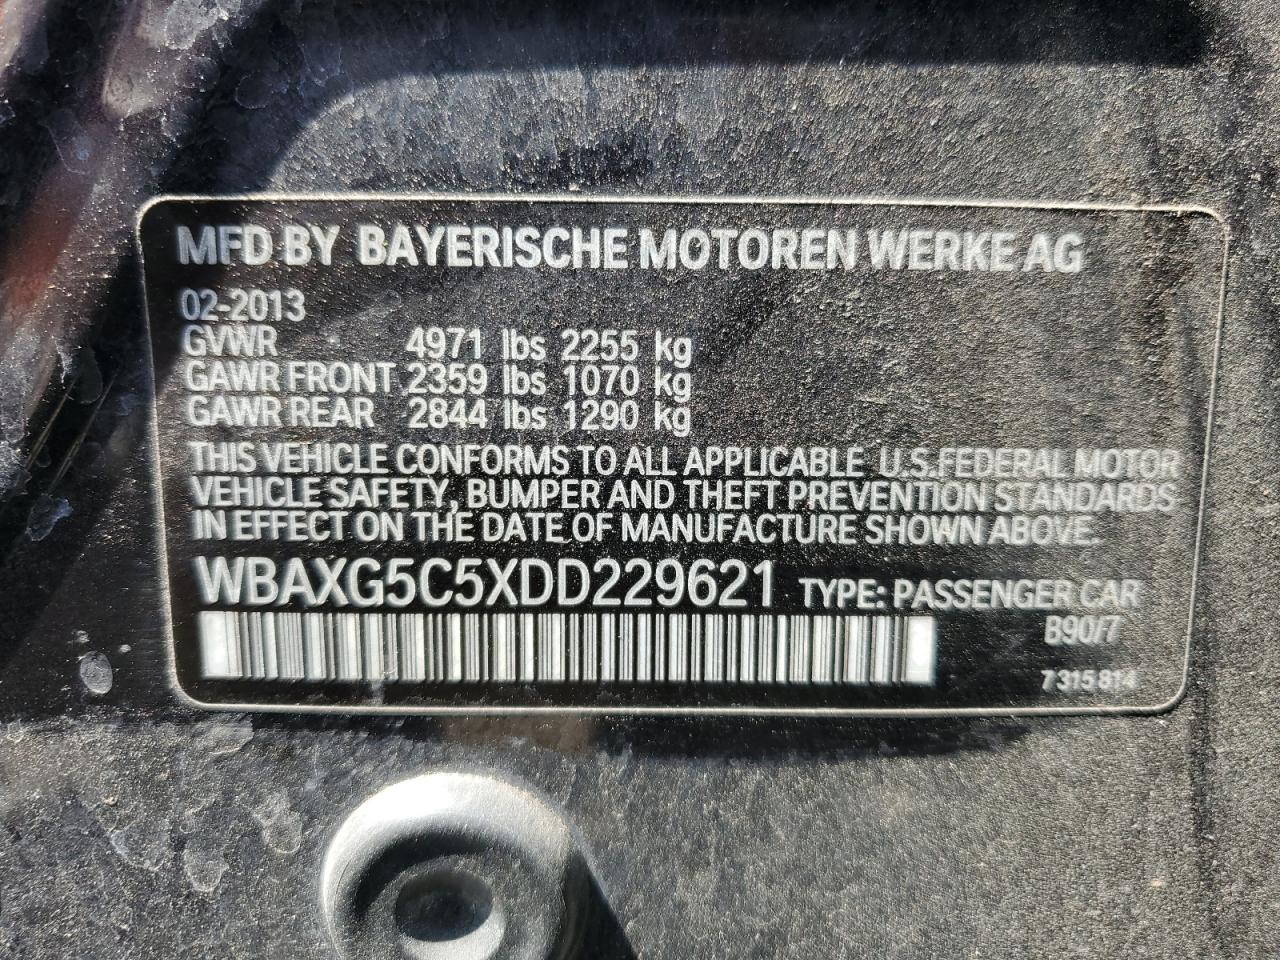 MFD BY BAYERISCHE MOTOREN WERKE AG
02-2013
GVWR 4971 lbs 2255 kg
GAWR FRONT 2359 lbs 1070 kg
GAWR REAR 2844 lbs 1290 kg
THIS VEHICLE CONFORMS TO ALL APPLICABLE U.S.FEDERAL MOTOR
VEHICLE SAFETY, BUMPER AND THEFT PREVENTION STANDARDS
IN EFFECT ON THE DATE OF MANUFACTURE SHOWN ABOVE.
WBAXG5C5XDD229621 TYPE: PASSENGER CAR
B90/7
7 315 814